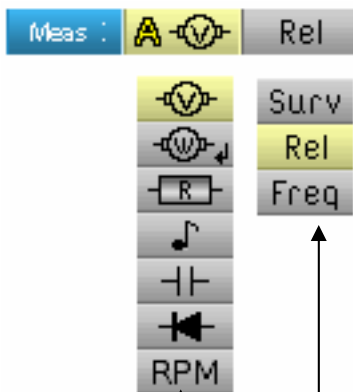 Meas : A V Rel
V Surv
W Rel
R Freq
RPM